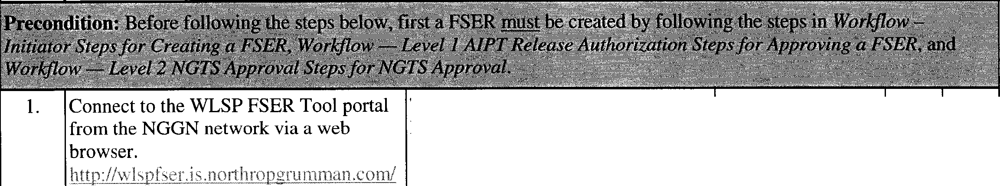 Precondition: Before following the steps below, first a FSER must be created by following the steps in Workflow –
Initiator Steps for Creating a FSER, Workflow — Level 1 AIPT Release Authorization Steps for Approving a FSER, and
Workflow — Level 2 NGTS Approval Steps for NGTS Approval.
1. Connect to the WLSP FSER Tool portal
from the NGGN network via a web
browser.
http://wlspfser.is.northropgrumman.com/